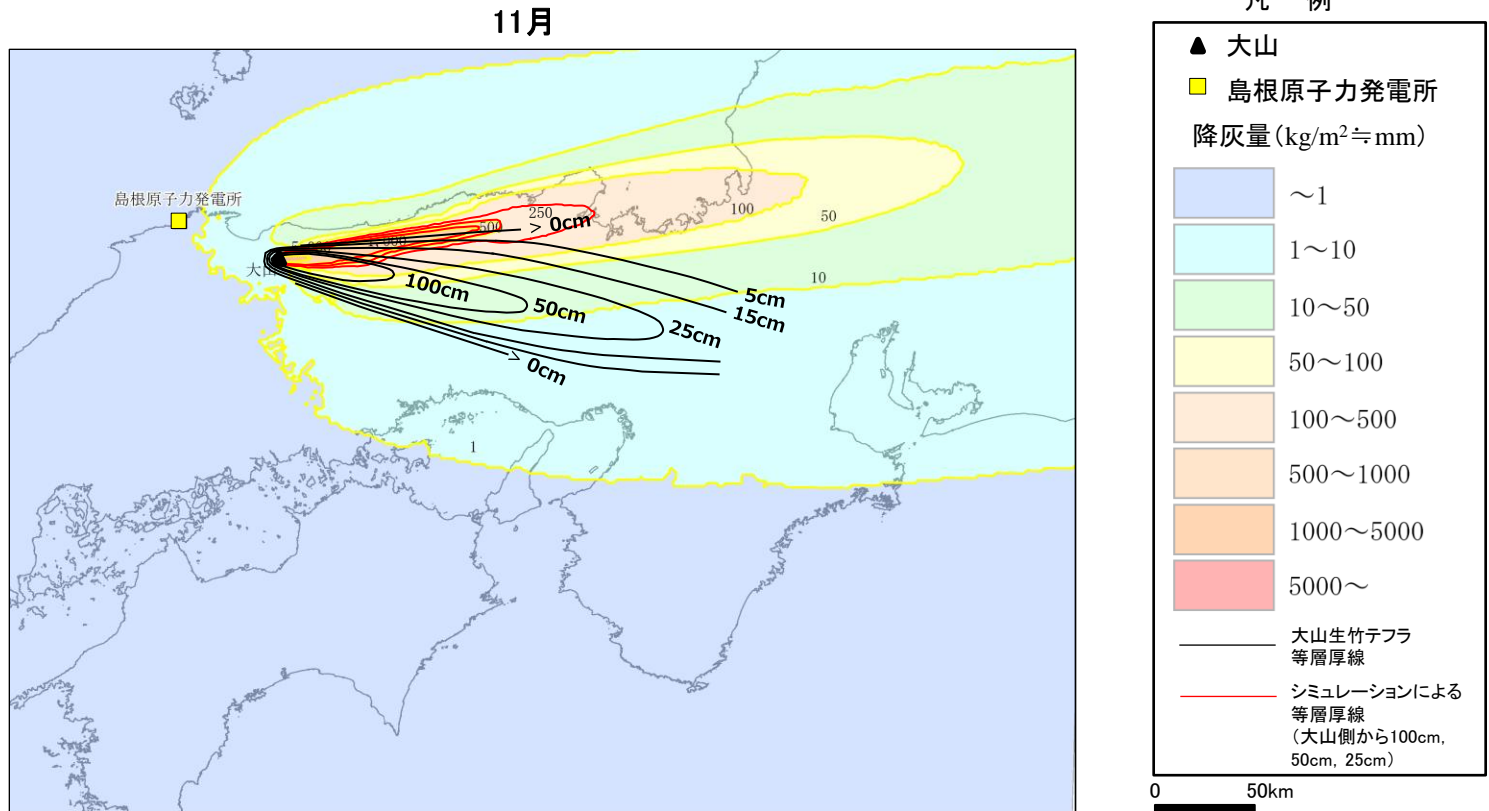 11月
凡 例
大山
島根原子力発電所
降灰量(kg/m²≒mm)
～1
1～10
10～50
50～100
100～500
500～1000
1000～5000
5000～
大山生竹テフラ
等層厚線
シミュレーションによる
等層厚線
(大山側から100cm,
50cm, 25cm)
0 50km
島根原子力発電所
大山
250
100
50
500
> 0cm
10
100cm
50cm
25cm
5cm
15cm
> 0cm
1